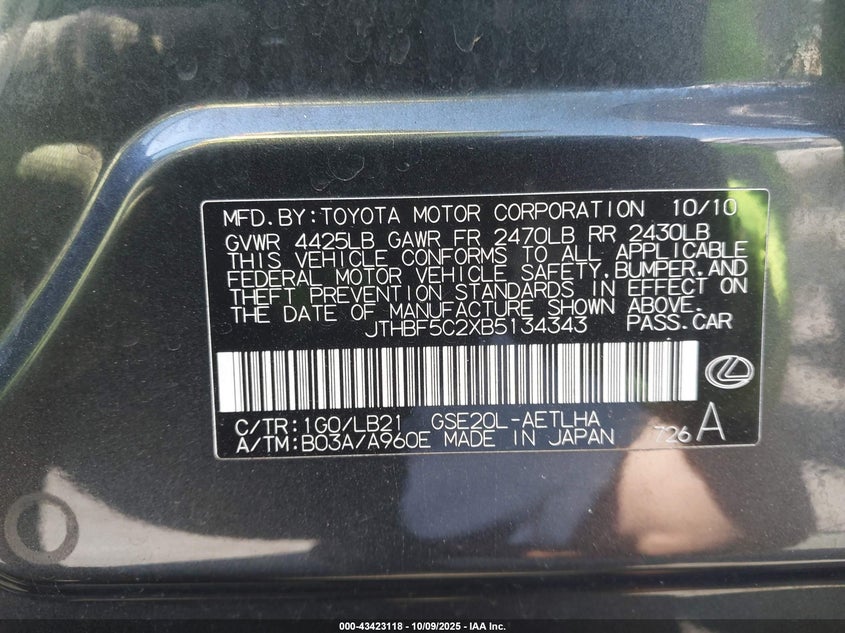 MFD.BY:TOYOTA MOTOR CORPORATION 10/10
GVWR 4425LB GAWR FR 2470LB RR 2430LB
THIS VEHICLE CONFORMS TO ALL APPLICABLE
FEDERAL MOTOR VEHICLE SAFETY,BUMPER,AND
THEFT PREVENTION STANDARDS IN EFFECT ON
THE DATE OF MANUFACTURE SHOWN ABOVE.
JTHBF5C2XB5134343 PASS.CAR
C/TR:1G0/LB21 GSE20L-AETLHA
A/TM:B03A/A960E MADE IN JAPAN 726 A
000-43423118 - 10/09/2025 - IAA Inc.